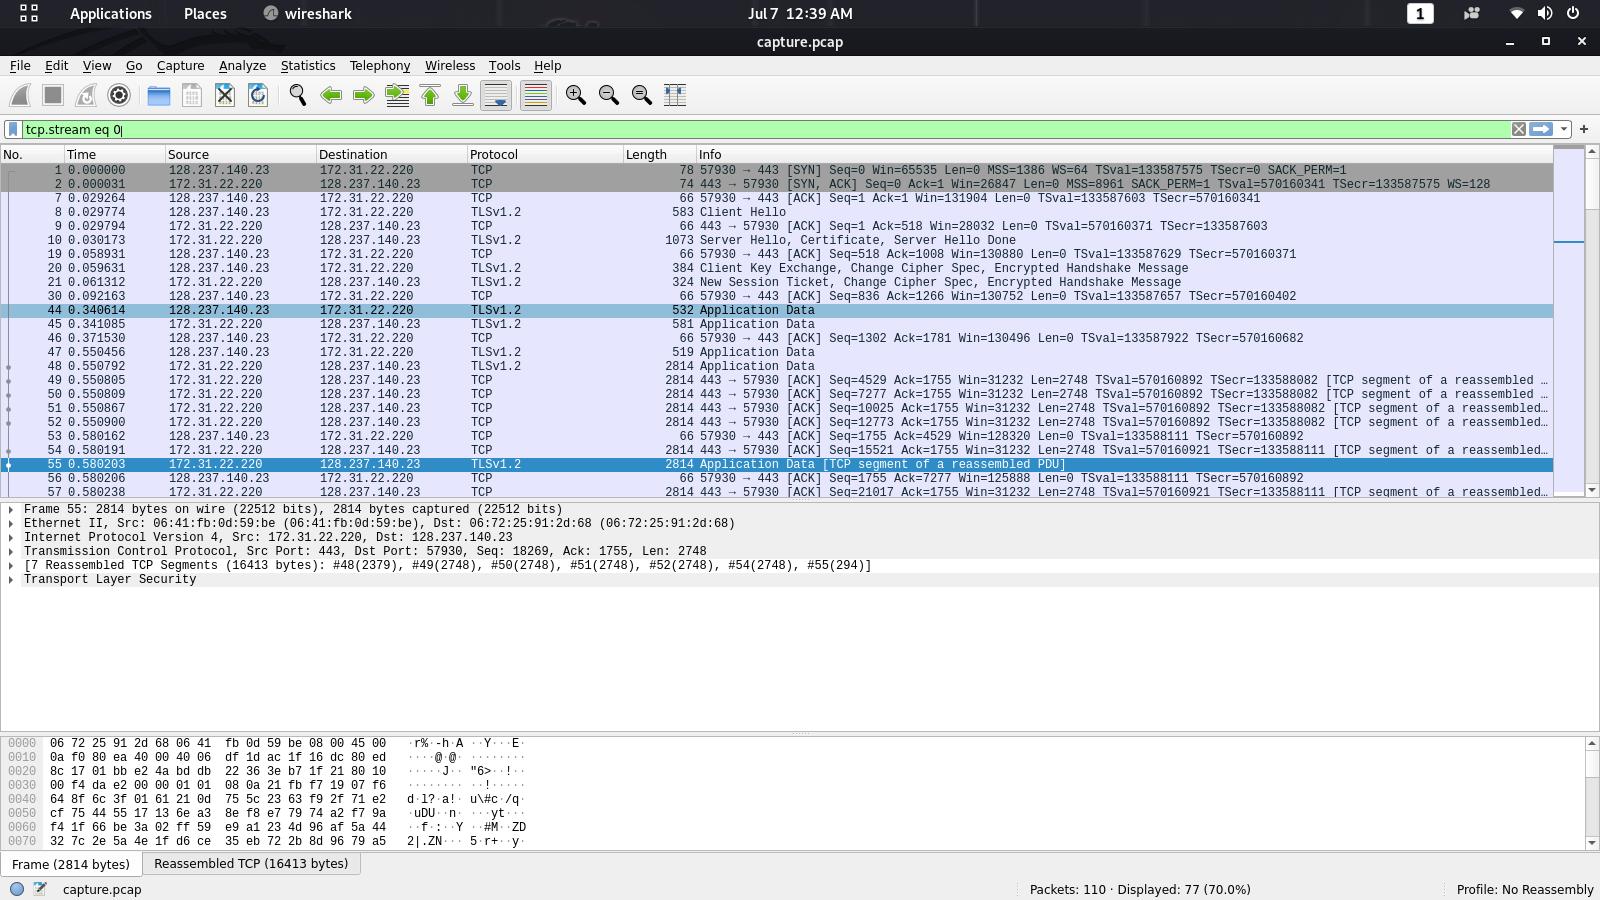 Applications Places wireshark Jul 7 12:39 AM 1
capture.pcap
File Edit View Go Capture Analyze Statistics Telephony Wireless Tools Help
tcp.stream eq 0
No. Time Source Destination Protocol Length Info
1 0.000000 128.237.140.23 172.31.22.220 TCP 78 57930 → 443 [SYN] Seq=0 Win=65535 Len=0 MSS=1386 WS=64 TSval=133587575 TSecr=0 SACK_PERM=1
2 0.000031 172.31.22.220 128.237.140.23 TCP 74 443 → 57930 [SYN, ACK] Seq=0 Ack=1 Win=26847 Len=0 MSS=8961 SACK_PERM=1 TSval=570160341 TSecr=133587575 WS=128
7 0.029264 128.237.140.23 172.31.22.220 TCP 66 57930 → 443 [ACK] Seq=1 Ack=1 Win=131904 Len=0 TSval=133587603 TSecr=570160341
8 0.029774 128.237.140.23 172.31.22.220 TLSv1.2 583 Client Hello
9 0.029794 172.31.22.220 128.237.140.23 TCP 66 443 → 57930 [ACK] Seq=1 Ack=518 Win=28032 Len=0 TSval=570160371 TSecr=133587603
10 0.030173 172.31.22.220 128.237.140.23 TLSv1.2 1073 Server Hello, Certificate, Server Hello Done
19 0.058931 128.237.140.23 172.31.22.220 TCP 66 57930 → 443 [ACK] Seq=518 Ack=1008 Win=130880 Len=0 TSval=133587629 TSecr=570160371
20 0.059631 128.237.140.23 172.31.22.220 TLSv1.2 384 Client Key Exchange, Change Cipher Spec, Encrypted Handshake Message
21 0.061312 172.31.22.220 128.237.140.23 TLSv1.2 324 New Session Ticket, Change Cipher Spec, Encrypted Handshake Message
30 0.092163 128.237.140.23 172.31.22.220 TCP 66 57930 → 443 [ACK] Seq=836 Ack=1266 Win=130752 Len=0 TSval=133587657 TSecr=570160402
44 0.340614 128.237.140.23 172.31.22.220 TLSv1.2 532 Application Data
45 0.341085 172.31.22.220 128.237.140.23 TLSv1.2 581 Application Data
46 0.371530 128.237.140.23 172.31.22.220 TCP 66 57930 → 443 [ACK] Seq=1302 Ack=1781 Win=130496 Len=0 TSval=133587922 TSecr=570160682
47 0.550456 128.237.140.23 172.31.22.220 TLSv1.2 519 Application Data
48 0.550792 172.31.22.220 128.237.140.23 TLSv1.2 2814 Application Data
49 0.550805 172.31.22.220 128.237.140.23 TCP 2814 443 → 57930 [ACK] Seq=4529 Ack=1755 Win=31232 Len=2748 TSval=570160892 TSecr=133588082 [TCP segment of a reassembled …
50 0.550809 172.31.22.220 128.237.140.23 TCP 2814 443 → 57930 [ACK] Seq=7277 Ack=1755 Win=31232 Len=2748 TSval=570160892 TSecr=133588082 [TCP segment of a reassembled …
51 0.550867 172.31.22.220 128.237.140.23 TCP 2814 443 → 57930 [ACK] Seq=10025 Ack=1755 Win=31232 Len=2748 TSval=570160892 TSecr=133588082 [TCP segment of a reassembled…
52 0.550900 172.31.22.220 128.237.140.23 TCP 2814 443 → 57930 [ACK] Seq=12773 Ack=1755 Win=31232 Len=2748 TSval=570160892 TSecr=133588082 [TCP segment of a reassembled…
53 0.580162 128.237.140.23 172.31.22.220 TCP 66 57930 → 443 [ACK] Seq=1755 Ack=4529 Win=128320 Len=0 TSval=133588111 TSecr=570160892
54 0.580191 172.31.22.220 128.237.140.23 TCP 2814 443 → 57930 [ACK] Seq=15521 Ack=1755 Win=31232 Len=2748 TSval=570160921 TSecr=133588111 [TCP segment of a reassembled…
55 0.580203 172.31.22.220 128.237.140.23 TLSv1.2 2814 Application Data [TCP segment of a reassembled PDU]
56 0.580206 128.237.140.23 172.31.22.220 TCP 66 57930 → 443 [ACK] Seq=1755 Ack=7277 Win=125888 Len=0 TSval=133588111 TSecr=570160892
57 0.580238 172.31.22.220 128.237.140.23 TCP 2814 443 → 57930 [ACK] Seq=21017 Ack=1755 Win=31232 Len=2748 TSval=570160921 TSecr=133588111 [TCP segment of a reassembled…
Frame 55: 2814 bytes on wire (22512 bits), 2814 bytes captured (22512 bits)
Ethernet II, Src: 06:41:fb:0d:59:be (06:41:fb:0d:59:be), Dst: 06:72:25:91:2d:68 (06:72:25:91:2d:68)
Internet Protocol Version 4, Src: 172.31.22.220, Dst: 128.237.140.23
Transmission Control Protocol, Src Port: 443, Dst Port: 57930, Seq: 18269, Ack: 1755, Len: 2748
[7 Reassembled TCP Segments (16413 bytes): #48(2379), #49(2748), #50(2748), #51(2748), #52(2748), #54(2748), #55(294)]
Transport Layer Security
0000 06 72 25 91 2d 68 06 41 fb 0d 59 be 08 00 45 00 ·r%·-h·A ··Y···E·
0010 0a f0 80 ea 40 00 40 06 df 1d ac 1f 16 dc 80 ed ····@·@· ········
0020 8c 17 01 bb e2 4a bd db 22 36 3e b7 1f 21 80 10 ·····J·· "6>··!··
0030 00 f4 da e2 00 00 01 01 08 0a 21 fb f7 19 07 f6 ········ ··!·····
0040 64 8f 6c 3f 01 61 21 0d 75 5c 23 63 f9 2f 71 e2 d·l?·a!· u\#c·/q·
0050 cf 75 44 55 17 13 6e a3 8e f8 e7 79 74 a2 f7 9a ·uDU··n· ···yt···
0060 f4 1f 66 be 3a 02 ff 59 e9 a1 23 4d 96 af 5a 44 ··f·:··Y ··#M··ZD
0070 32 7c 2e 5a 4e 1f d6 ce 35 eb 72 2b 8d 96 79 a5 2|.ZN··· 5·r+··y·
Frame (2814 bytes) Reassembled TCP (16413 bytes)
capture.pcap Packets: 110 · Displayed: 77 (70.0%) Profile: No Reassembly